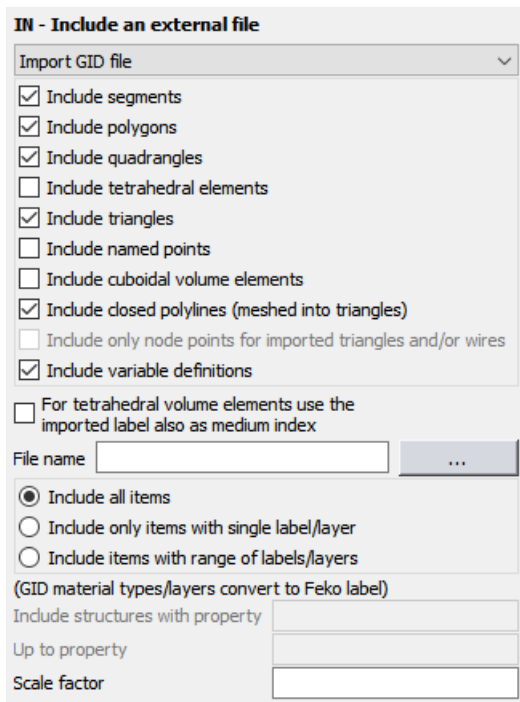 IN - Include an external file
Import GID file
Include segments
Include polygons
Include quadrangles
Include tetrahedral elements
Include triangles
Include named points
Include cuboidal volume elements
Include closed polylines (meshed into triangles)
Include only node points for imported triangles and/or wires
Include variable definitions
For tetrahedral volume elements use the
imported label also as medium index
File name ...
Include all items
Include only items with single label/layer
Include items with range of labels/layers
(GID material types/layers convert to Feko label)
Include structures with property
Up to property
Scale factor